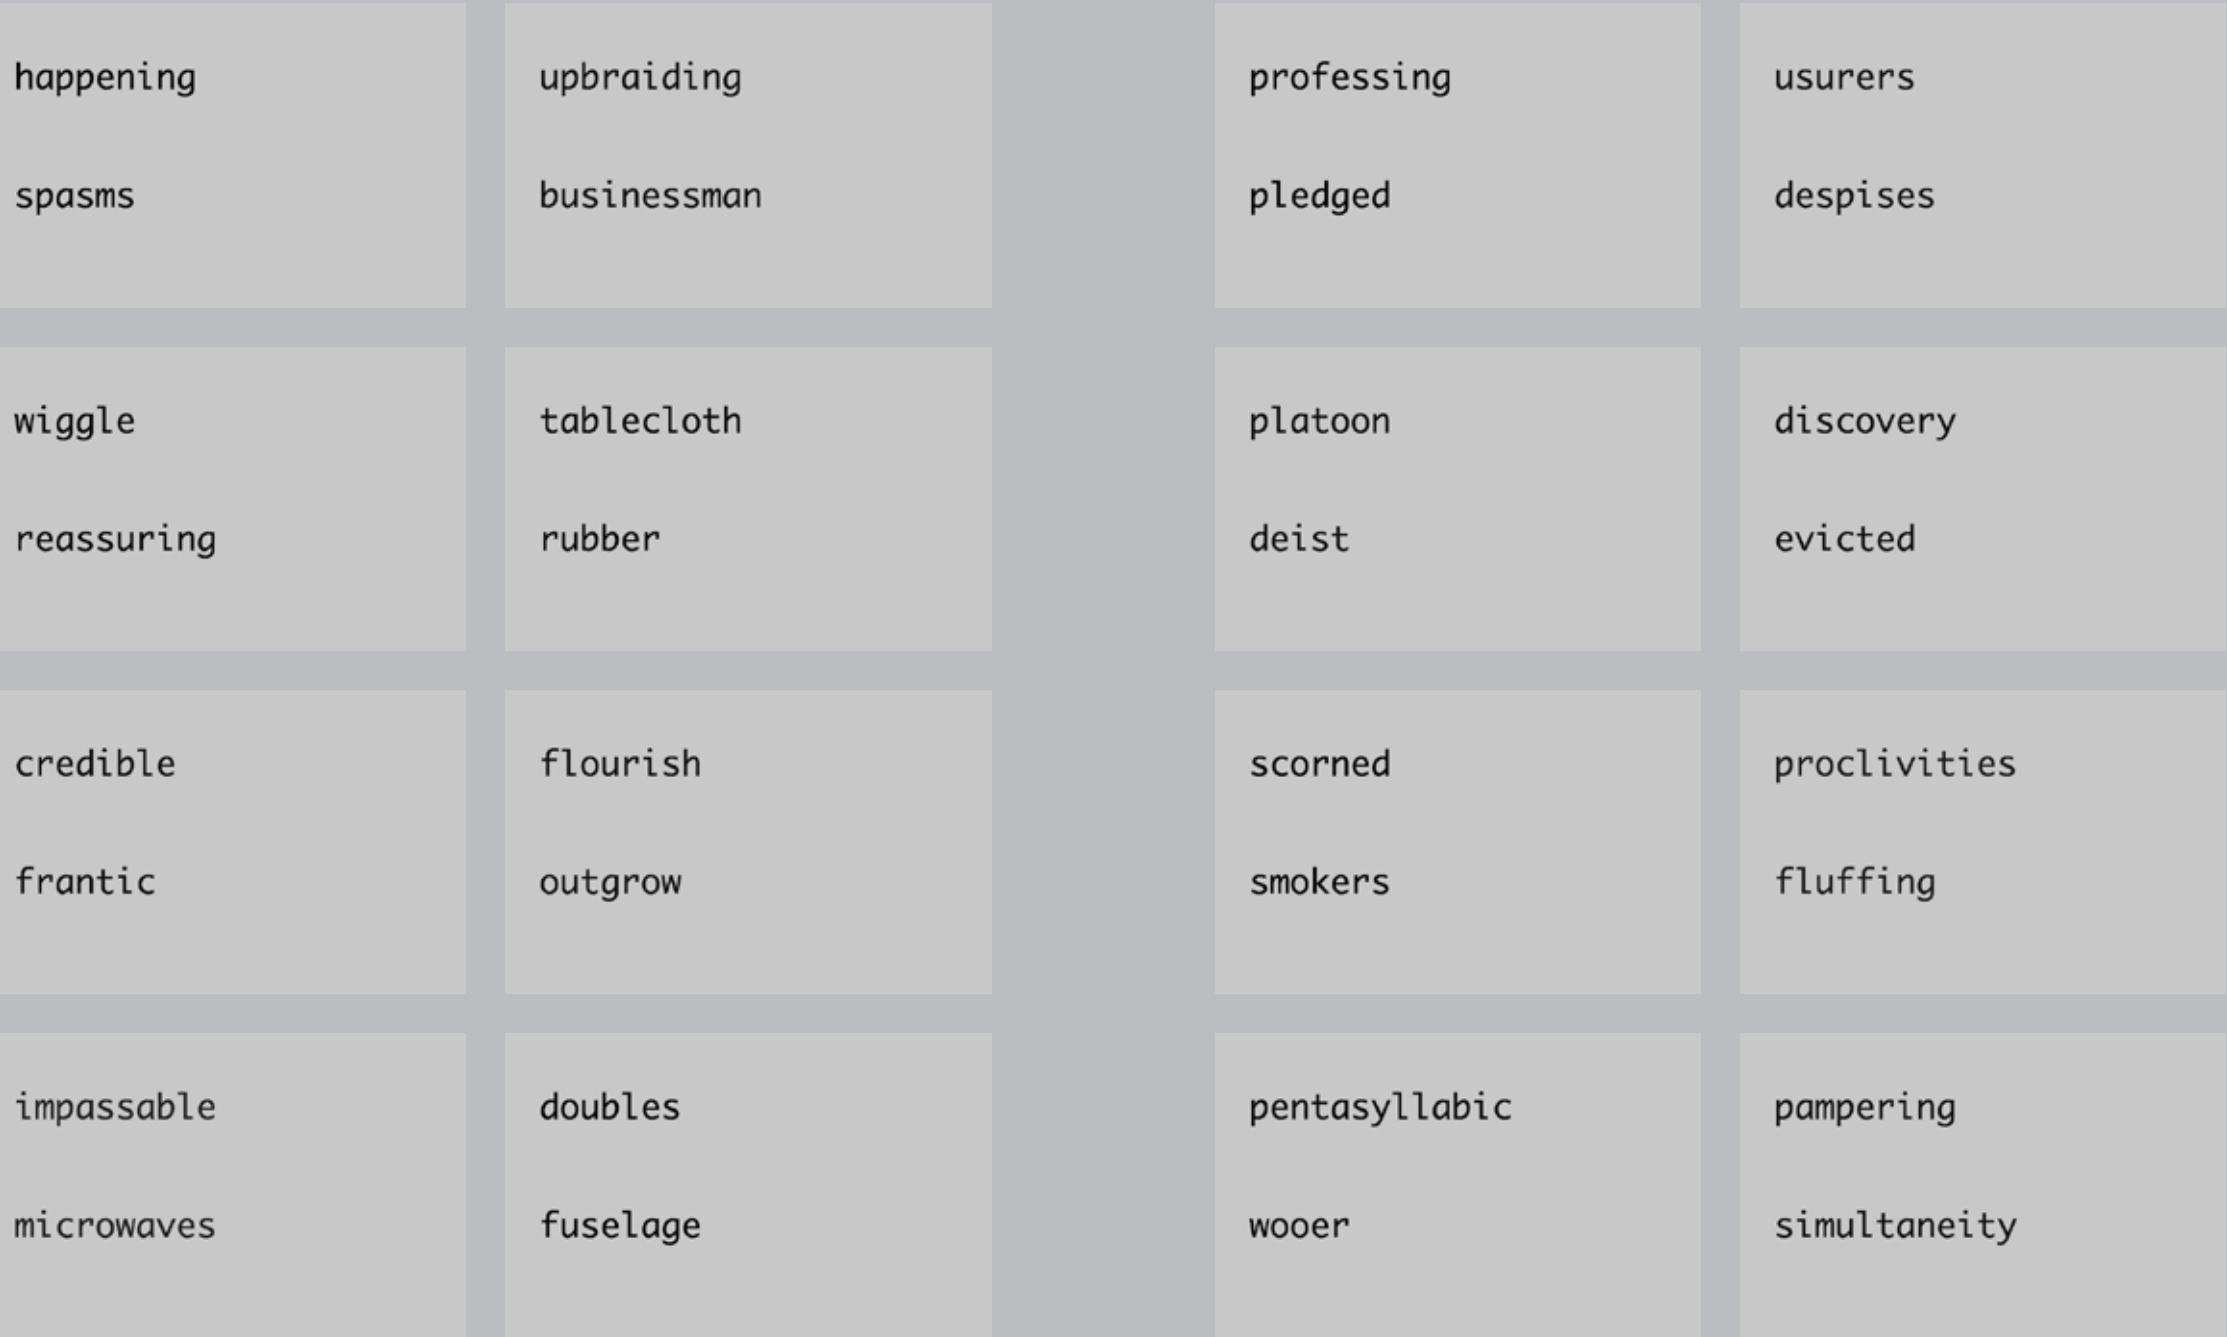 happening
spasms
upbraiding
businessman
professing
pledged
usurers
despises
wiggle
reassuring
tablecloth
rubber
platoon
deist
discovery
evicted
credible
frantic
flourish
outgrow
scorned
smokers
proclivities
fluffing
impassable
microwaves
doubles
fuselage
pentasyllabic
wooer
pampering
simultaneity